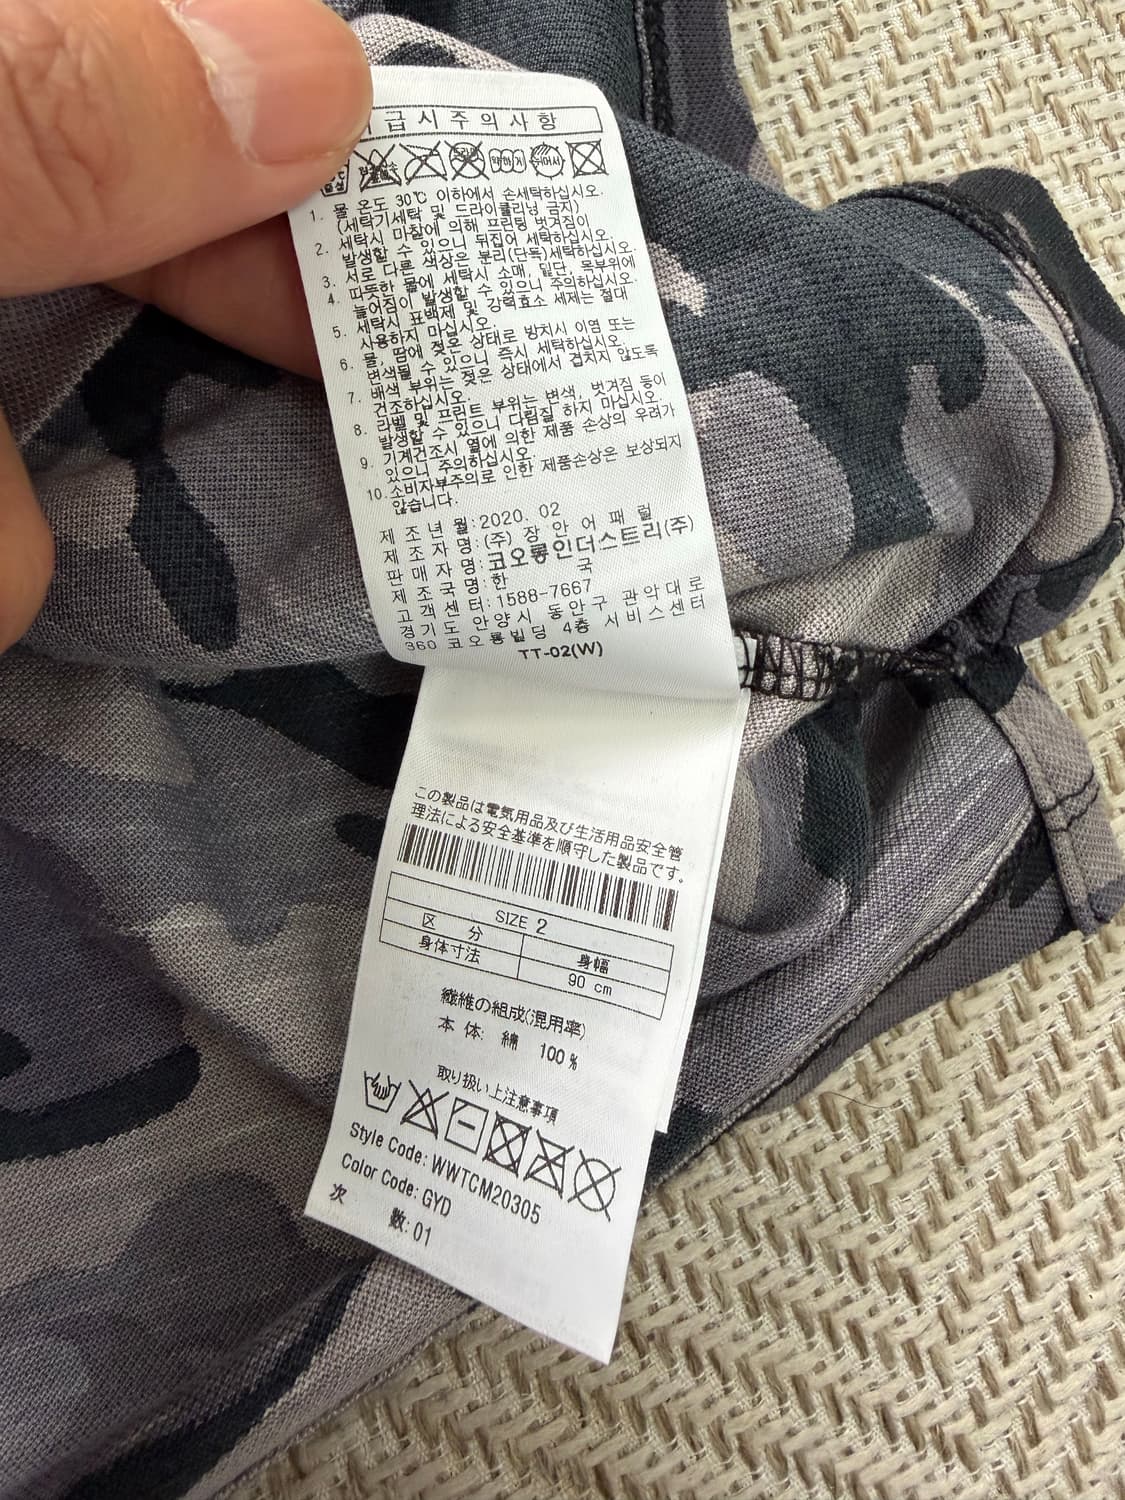 급시주의사항
드라이
약하게
뉘어서
1. 물 온도 30℃ 이하에서 손세탁하십시오.
(세탁기세탁 및 드라이클리닝 금지)
2. 세탁시 마찰에 의해 프린팅 벗겨짐이
발생할 수 있으니 뒤집어 세탁하십시오.
3. 서로 다른 색상은 분리(단독)세탁하십시오.
4. 따뜻한 물에 세탁시 소매, 밑단, 목부위에
늘어짐이 발생할 수 있으니 주의하십시오.
5. 세탁시 표백제 및 강력효소 세제는 절대
사용하지 마십시오.
6. 물, 땀에 젖은 상태로 방치시 이염 또는
변색될 수 있으니 즉시 세탁하십시오.
7. 배색 부위는 젖은 상태에서 겹치지 않도록
건조하십시오.
8. 라벨 및 프린트 부위는 변색, 벗겨짐 등이
발생할 수 있으니 다림질 하지 마십시오.
9. 기계건조시 열에 의한 제품 손상의 우려가
있으니 주의하십시오.
10. 소비자부주의로 인한 제품손상은 보상되지
않습니다.
제조년월:2020. 02
제조자명:(주) 장안어패럴
판매자명:코오롱인더스트리(주)
제조국명:한 국
고객센터:1588-7667
경기도 안양시 동안구 관악대로
360 코오롱빌딩 4층 서비스센터
TT-02(W)
この製品は電気用品及び生活用品安全管
理法による安全基準を順守した製品です。
SIZE 2
区 分 身幅
身体寸法 90 cm
繊維の組成(混用率)
本 体: 綿 100 %
取り扱い上注意事項
Style Code: WWTCM20305
Color Code: GYD
次 数: 01